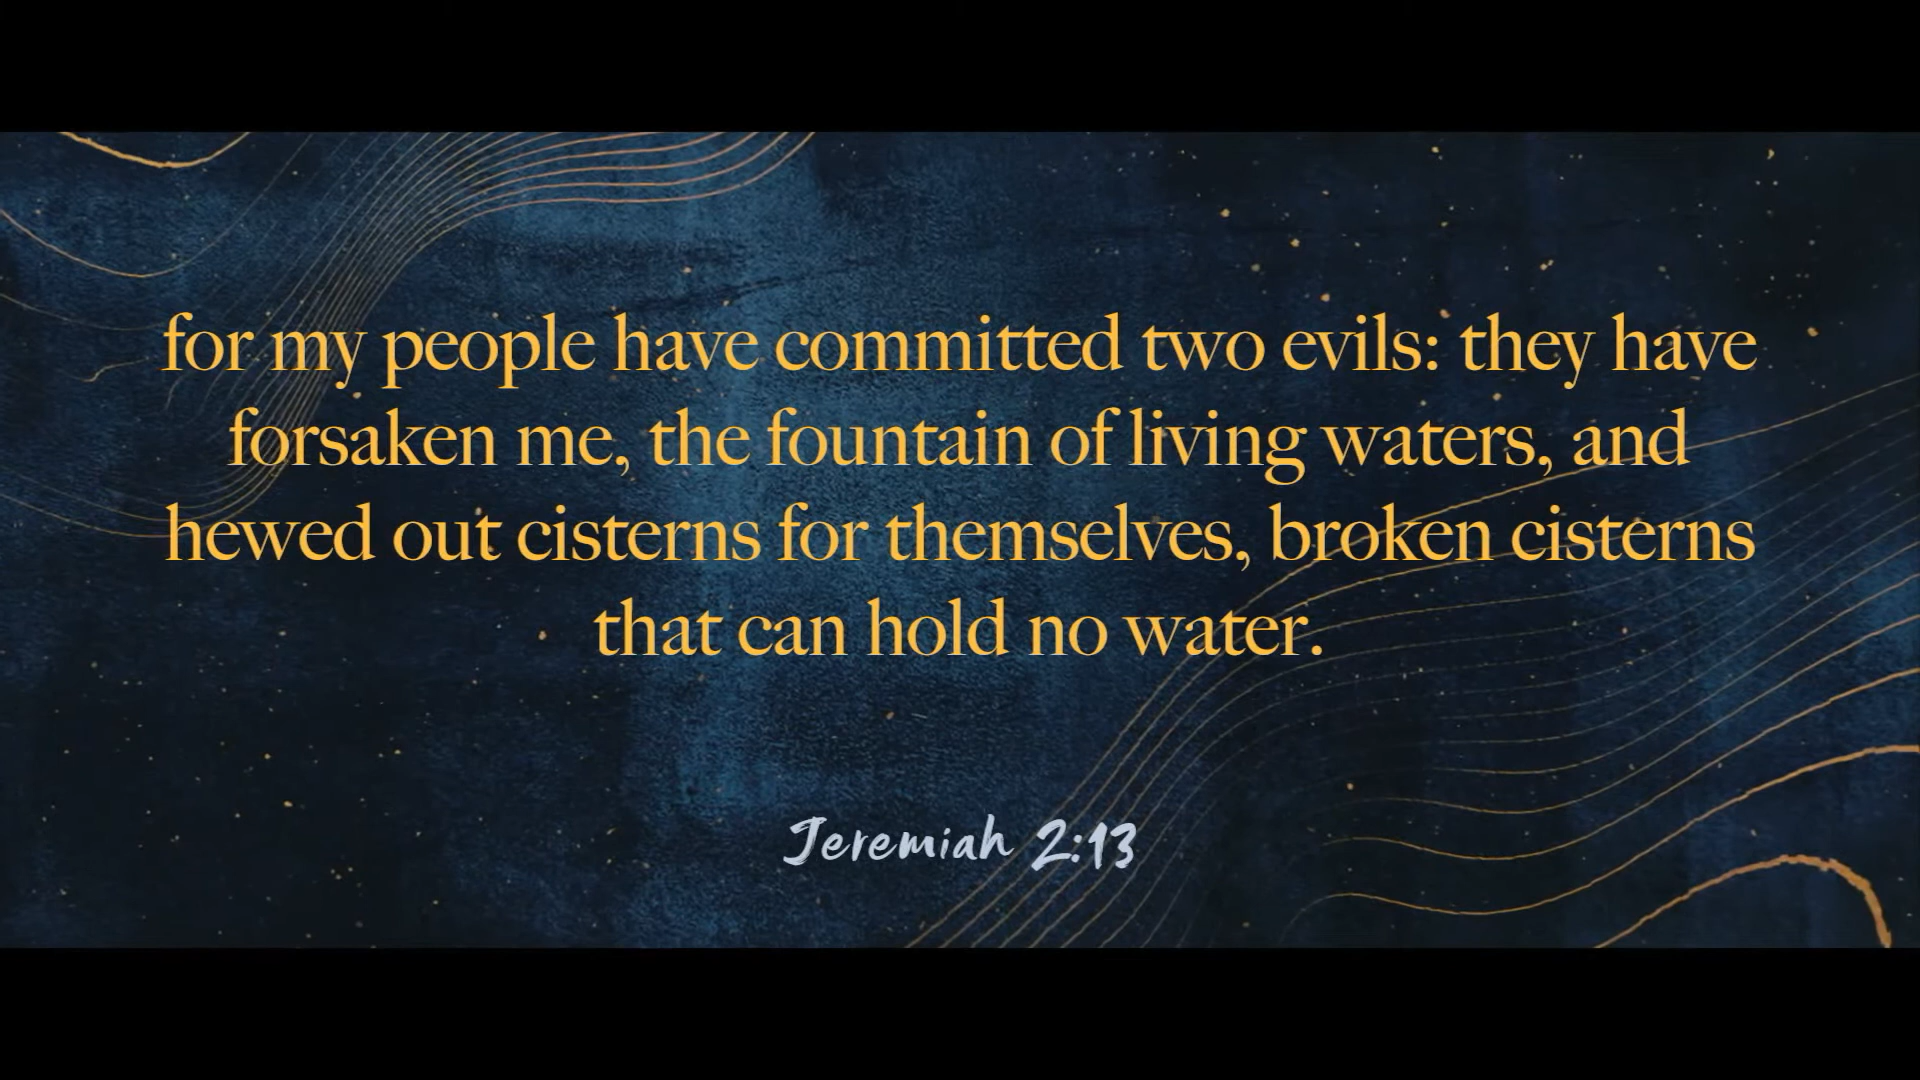 for my people have committed two evils: they have
forsaken me, the fountain of living waters, and
hewed out cisterns for themselves, broken cisterns
that can hold no water.
Jeremiah 2:13